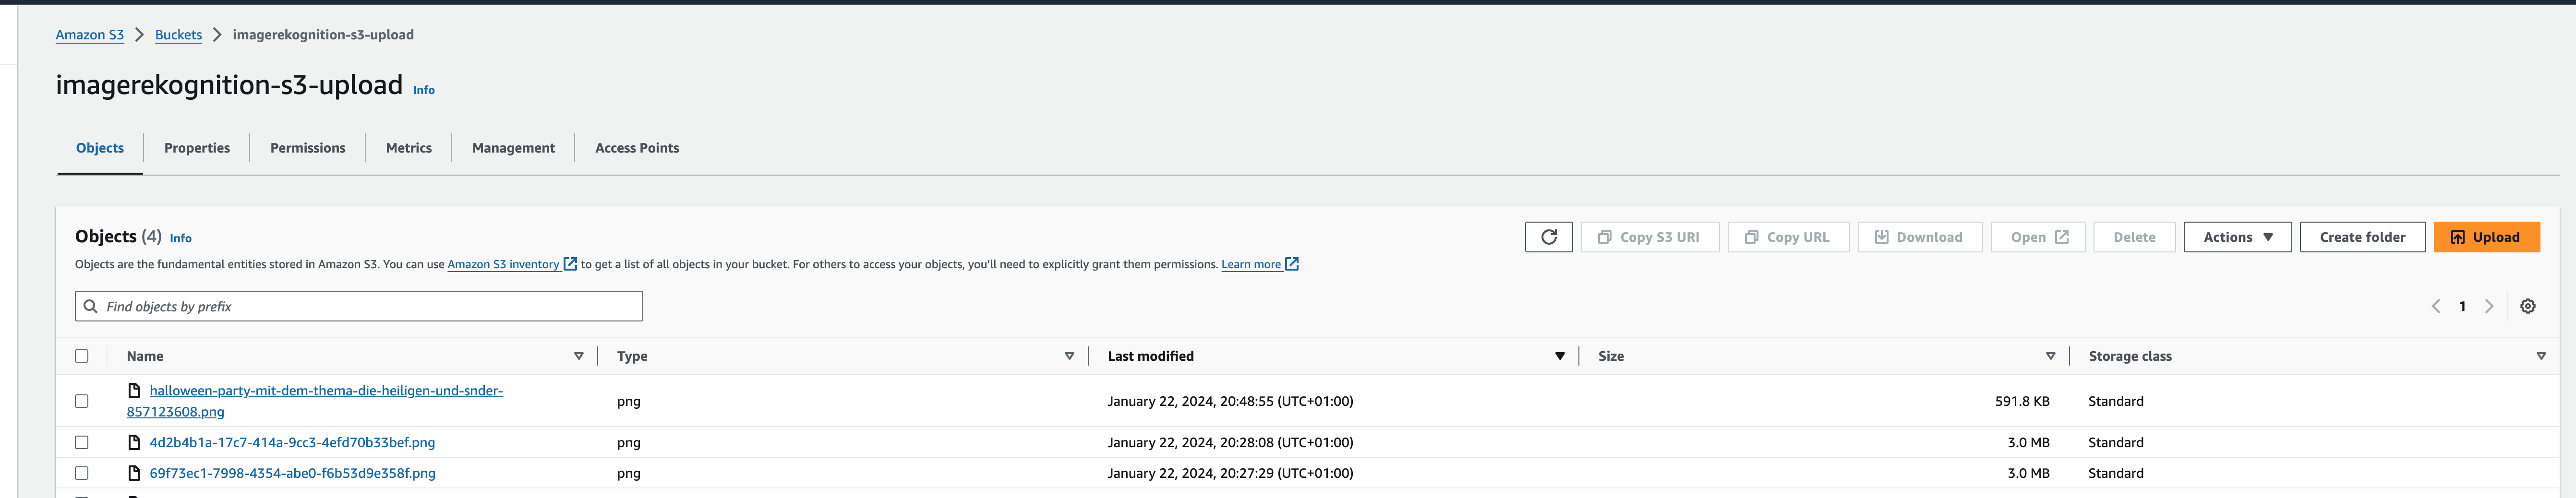 Amazon S3 > Buckets > imagerekognition-s3-upload
imagerekognition-s3-upload Info
Objects Properties Permissions Metrics Management Access Points
Objects (4) Info
Copy S3 URI Copy URL Download Open Delete Actions Create folder Upload
Objects are the fundamental entities stored in Amazon S3. You can use Amazon S3 inventory to get a list of all objects in your bucket. For others to access your objects, you'll need to explicitly grant them permissions. Learn more
Find objects by prefix
1
Name Type Last modified Size Storage class
halloween-party-mit-dem-thema-die-heiligen-und-snder-
857123608.png png January 22, 2024, 20:48:55 (UTC+01:00) 591.8 KB Standard
4d2b4b1a-17c7-414a-9cc3-4efd70b33bef.png png January 22, 2024, 20:28:08 (UTC+01:00) 3.0 MB Standard
69f73ec1-7998-4354-abe0-f6b53d9e358f.png png January 22, 2024, 20:27:29 (UTC+01:00) 3.0 MB Standard